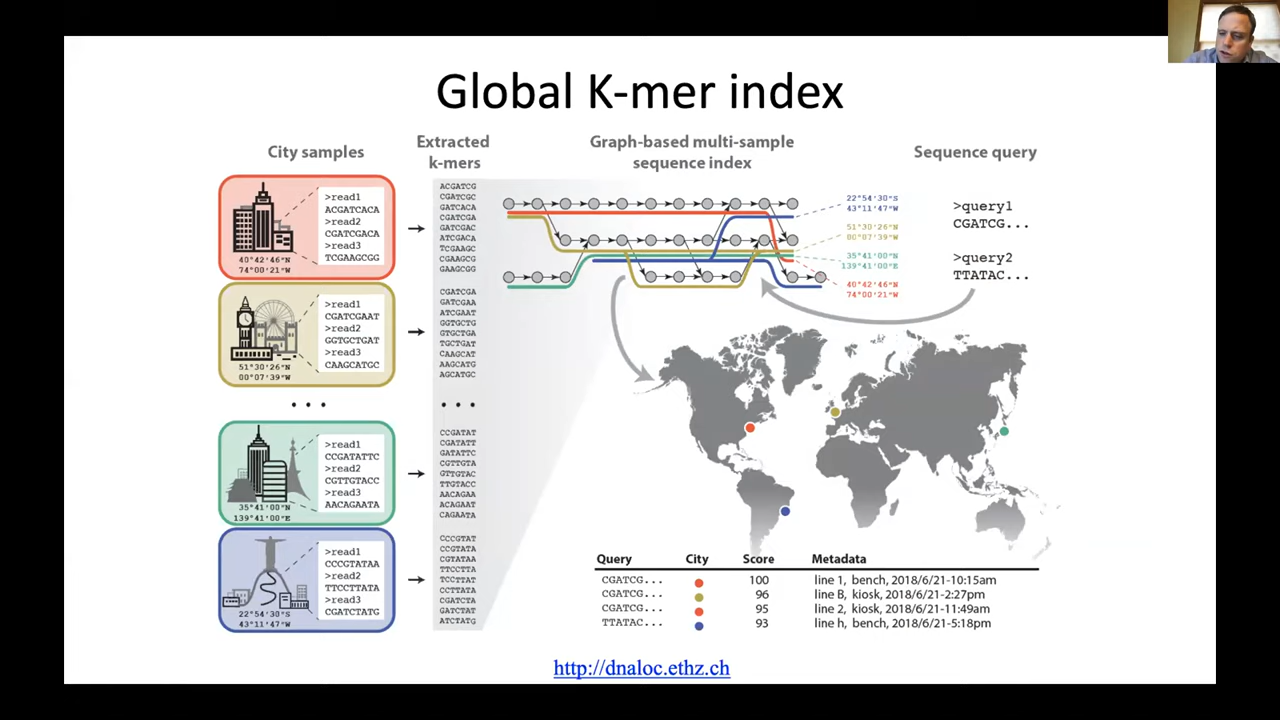 Global K-mer index
City samples
Extracted
k-mers
Graph-based multi-sample
sequence index
Sequence query
>read1
ACGATCACA
>read2
CGATCGACA
>read3
TCGAAGCGG
40°42'46"N
74°00'21"W
>read1
CGATCGAAT
>read2
GGTGCTGAT
>read3
CAAGCATGC
51°30'26"N
00°07'39"W
...
>read1
CCGATATTC
>read2
CGTTGTACC
>read3
AACAGAATA
35°41'00"N
139°41'00"E
>read1
CCCGTATAA
>read2
TTCCTTATA
>read3
CGATCTATG
22°54'30"S
43°11'47"W
ACGATCG
CGATCGC
GATCACA
CGATCGA
GATCGAC
ATCGACA
TCGAAGC
CGAAGCG
GAAGCGG
CGATCGA
GATCGAA
ATCGAAT
GGTGCTG
GTGCTGA
TGCTGAT
CAAGCAT
AAGCATG
AGCATGC
...
CCGATAT
CGATATT
GATATTC
CGTTGTA
GTTGTAC
TTGTACC
AACAGAA
ACAGAAT
CAGAATA
CCCGTAT
CCGTATA
CGTATAA
TTCCTTA
TCCTTAT
CCTTATA
CGATCTA
GATCTAT
ATCTATG
22°54'30"S
43°11'47"W
51°30'26"N
00°07'39"W
35°41'00"N
139°41'00"E
40°42'46"N
74°00'21"W
>query1
CGATCG...
>query2
TTATAC...
Query City Score Metadata
CGATCG... 100 line 1, bench, 2018/6/21-10:15am
CGATCG... 96 line B, kiosk, 2018/6/21-2:27pm
CGATCG... 95 line 2, kiosk, 2018/6/21-11:49am
TTATAC... 93 line h, bench, 2018/6/21-5:18pm
http://dnaloc.ethz.ch